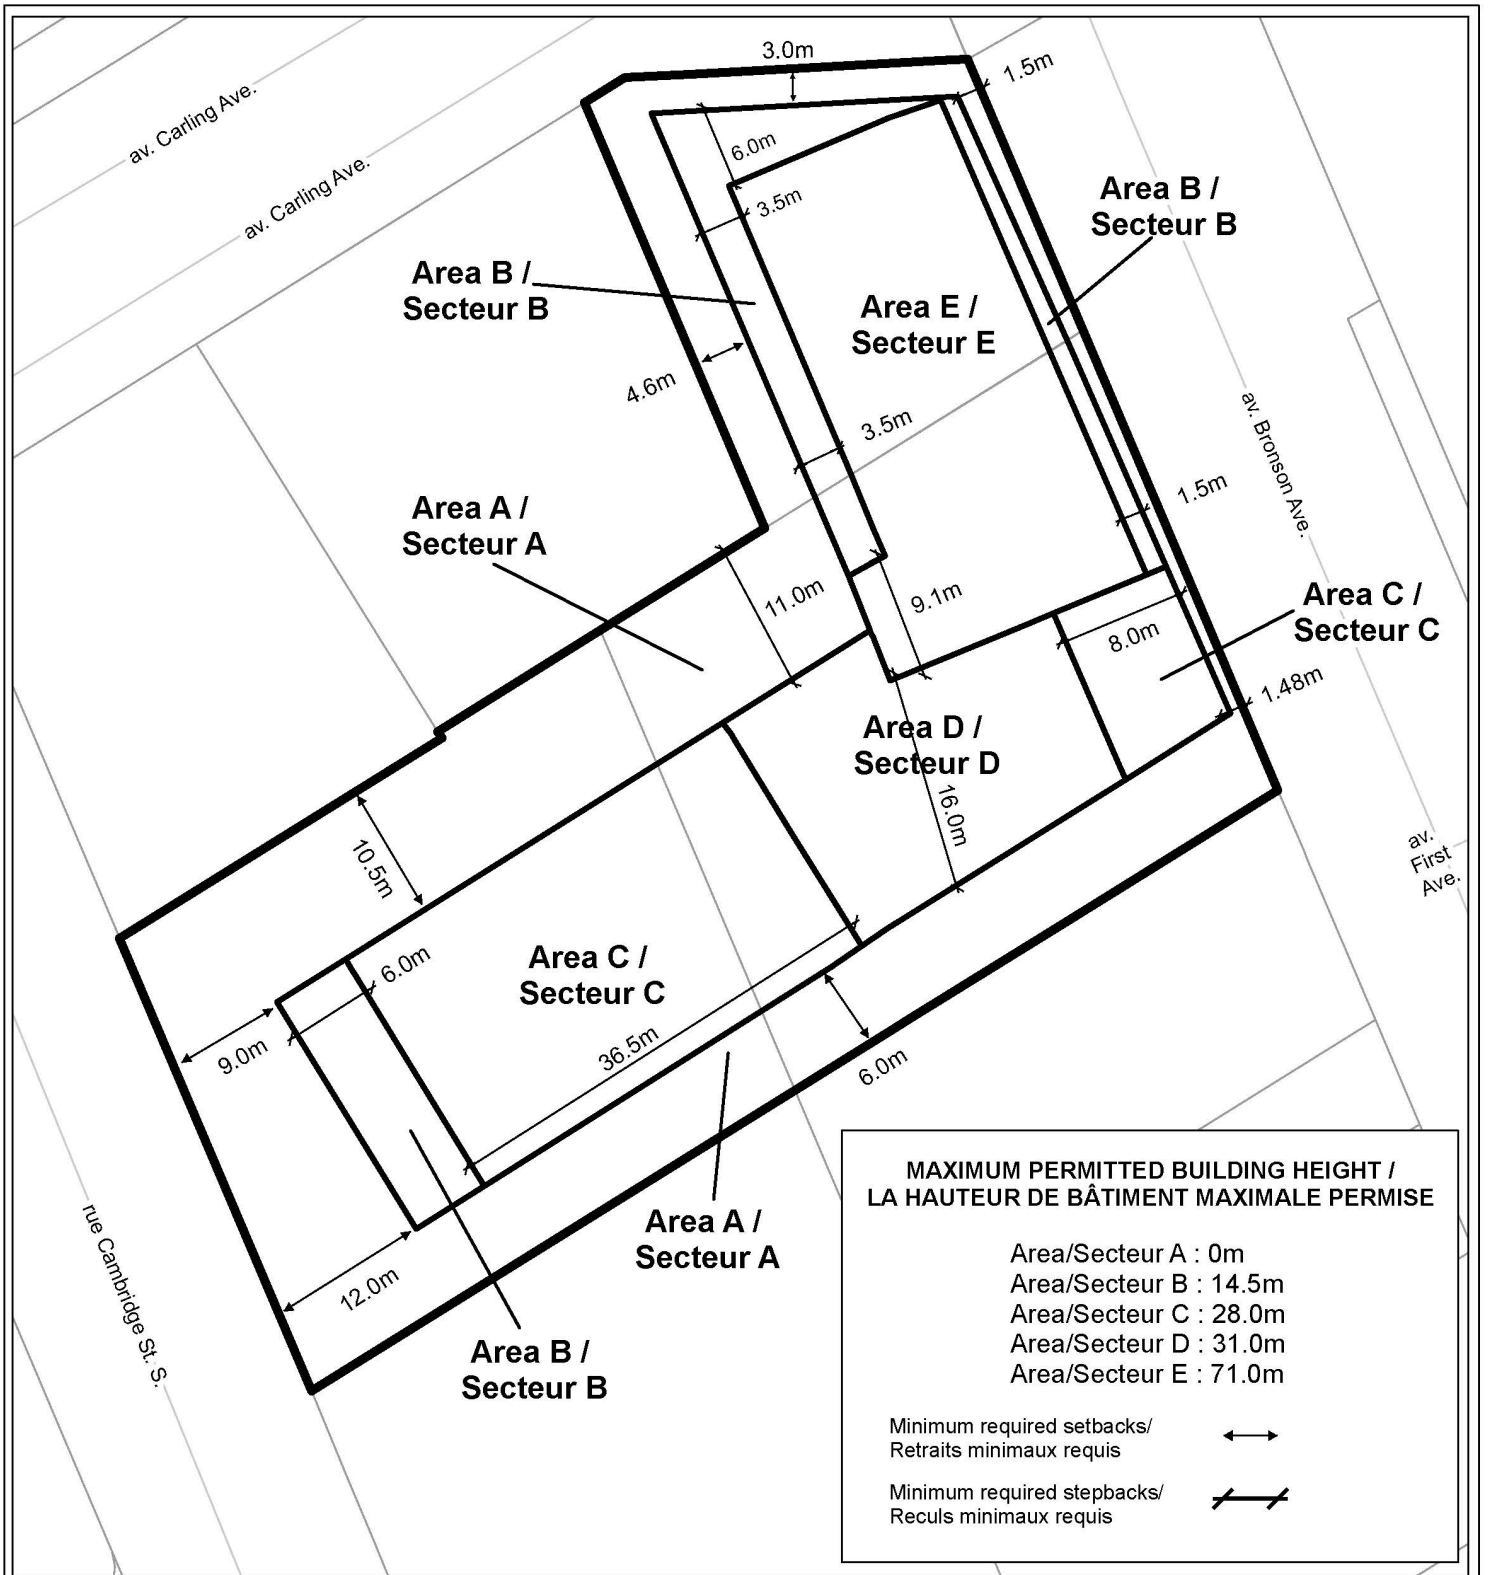 3.0m
1.5m
av. Carling Ave.
av. Carling Ave.
6.0m
3.5m
Area B /
Secteur B
Area B /
Secteur B
Area E /
Secteur E
4.6m
3.5m
av. Bronson Ave.
1.5m
Area A /
Secteur A
11.0m
9.1m
Area C /
Secteur C
8.0m
1.48m
Area D /
Secteur D
16.0m
av.
First
Ave.
10.5m
6.0m
Area C /
Secteur C
9.0m
36.5m
6.0m
rue Cambridge St. S.
12.0m
Area A /
Secteur A
Area B /
Secteur B
MAXIMUM PERMITTED BUILDING HEIGHT /
LA HAUTEUR DE BÂTIMENT MAXIMALE PERMISE
Area/Secteur A : 0m
Area/Secteur B : 14.5m
Area/Secteur C : 28.0m
Area/Secteur D : 31.0m
Area/Secteur E : 71.0m
Minimum required setbacks/
Retraits minimaux requis
Minimum required stepbacks/
Reculs minimaux requis